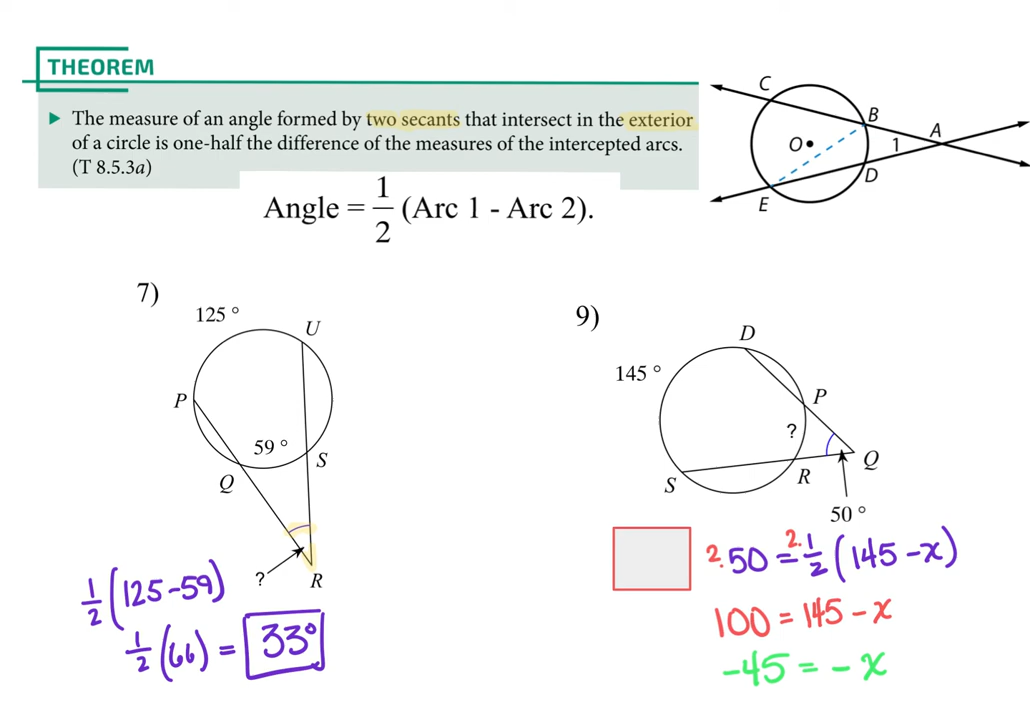 THEOREM
▶ The measure of an angle formed by two secants that intersect in the exterior
of a circle is one-half the difference of the measures of the intercepted arcs.
(T 8.5.3a)
Angle = 1/2 (Arc 1 - Arc 2).
C
B
A
O
1
D
E
7)
125 °
U
P
59 °
S
Q
?
R
1/2 (125-59)
1/2 (66) = 33°
9)
D
145 °
P
?
Q
R
S
50 °
2. 50 = 2. 1/2 (145 - x)
100 = 145 - x
-45 = - x